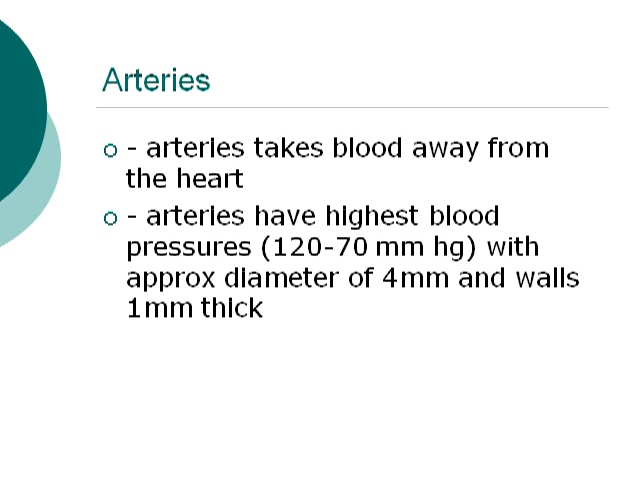 Arteries
- arteries takes blood away from
the heart
- arteries have highest blood
pressures (120-70 mm hg) with
approx diameter of 4mm and walls
1mm thick